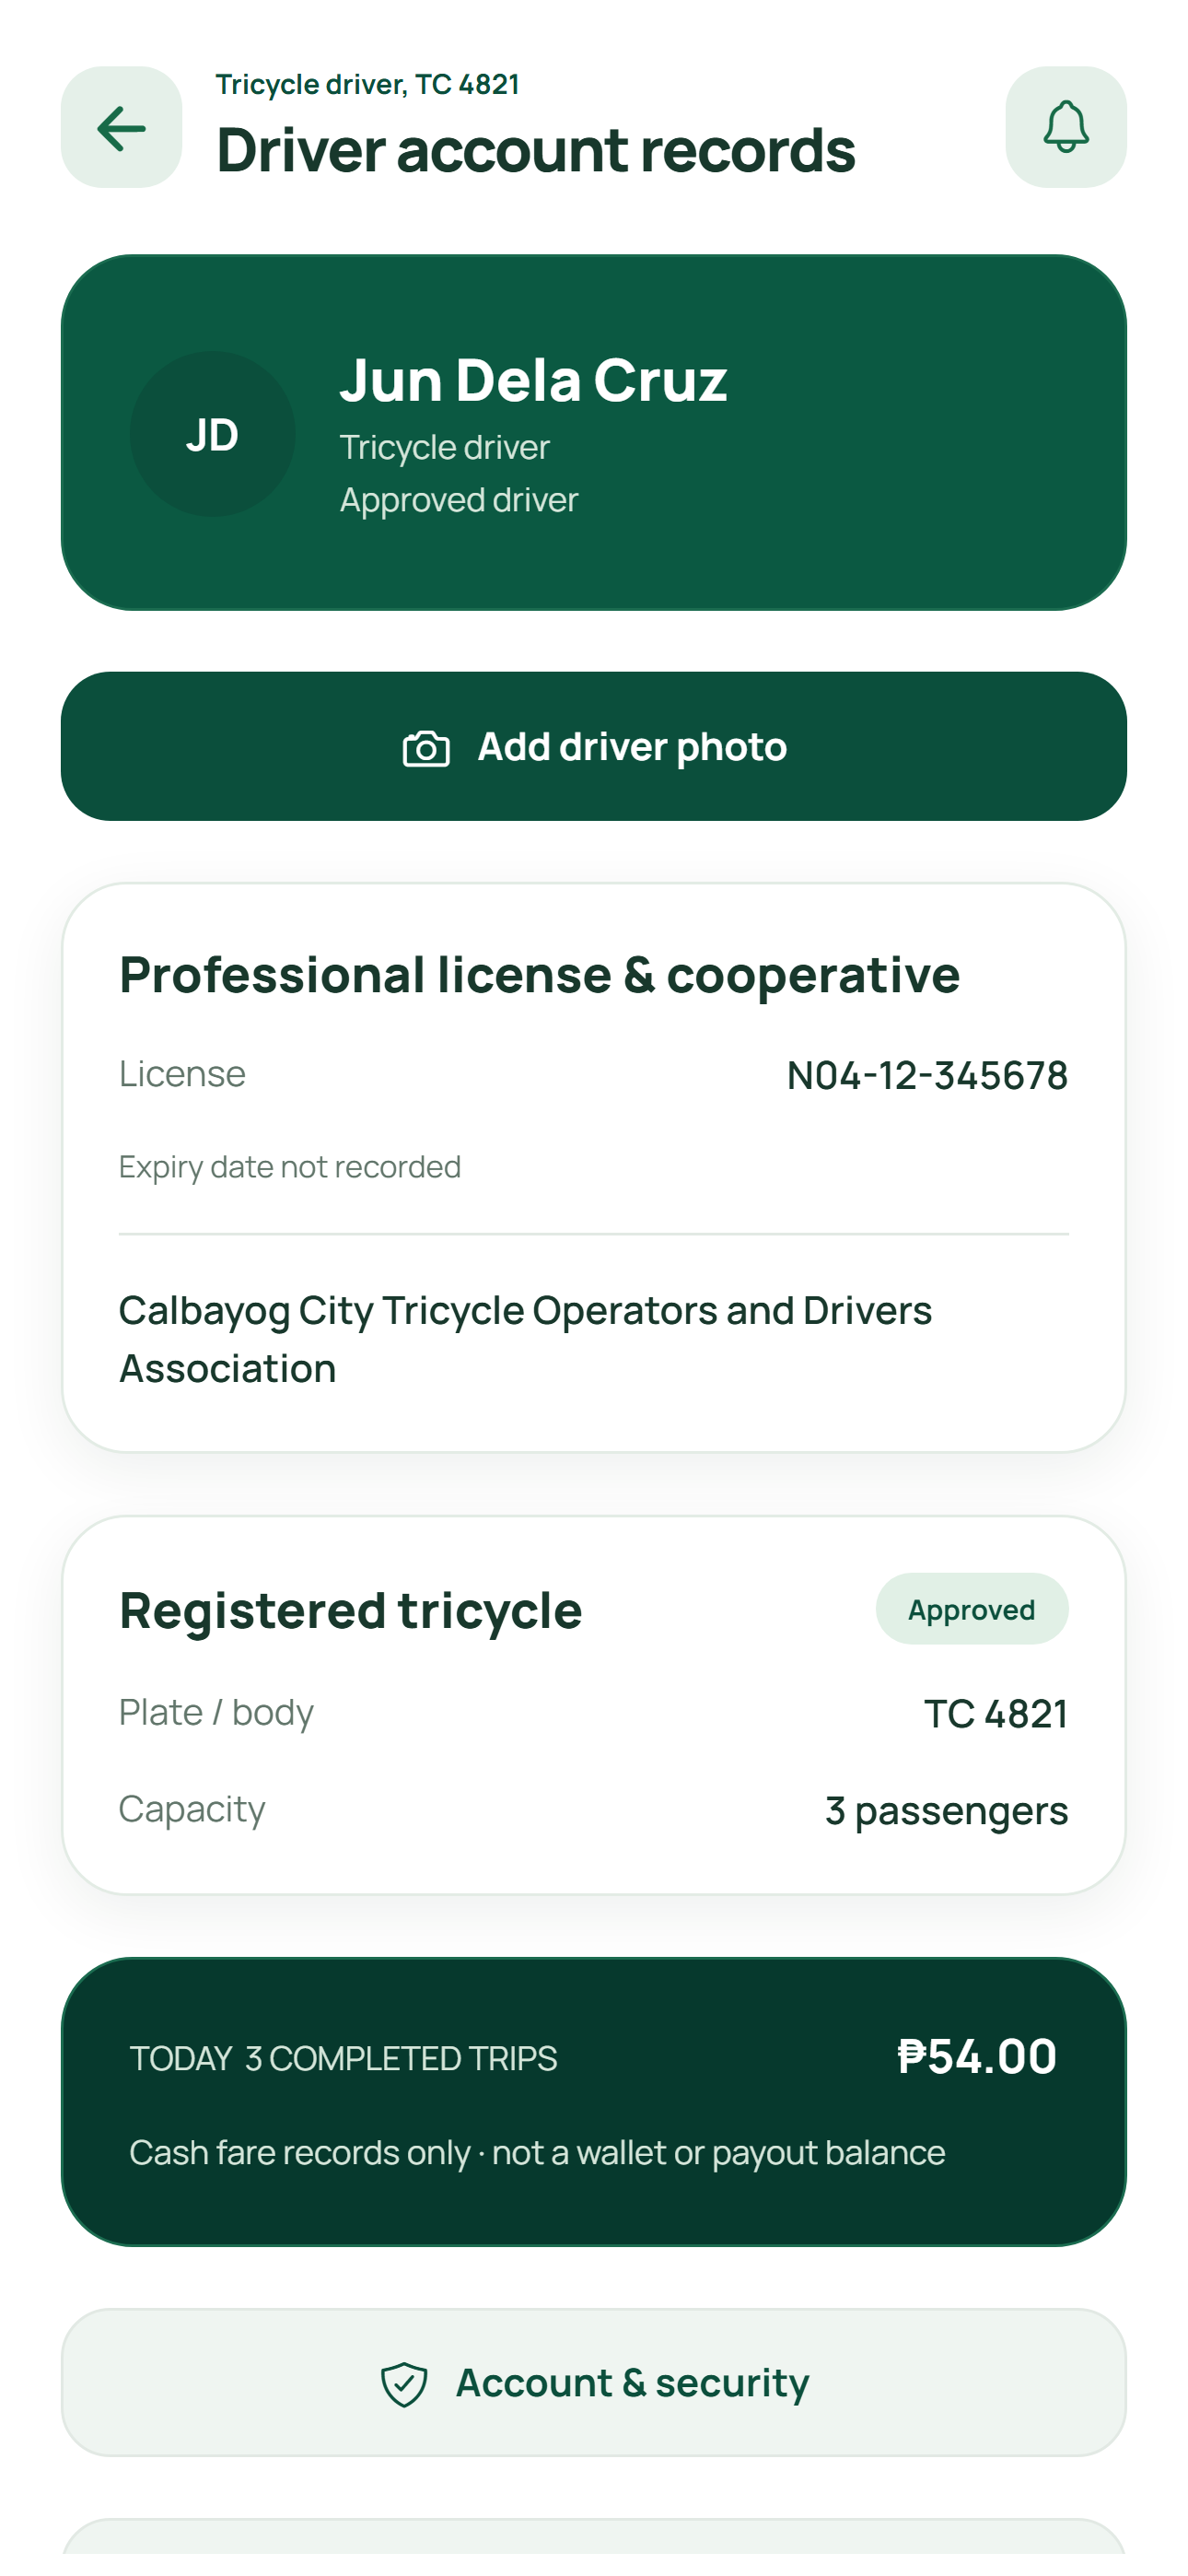 Tricycle driver, TC 4821
Driver account records
JD
Jun Dela Cruz
Tricycle driver
Approved driver
Add driver photo
Professional license & cooperative
License
N04-12-345678
Expiry date not recorded
Calbayog City Tricycle Operators and Drivers
Association
Registered tricycle
Approved
Plate / body
TC 4821
Capacity
3 passengers
TODAY 3 COMPLETED TRIPS
₱54.00
Cash fare records only · not a wallet or payout balance
Account & security